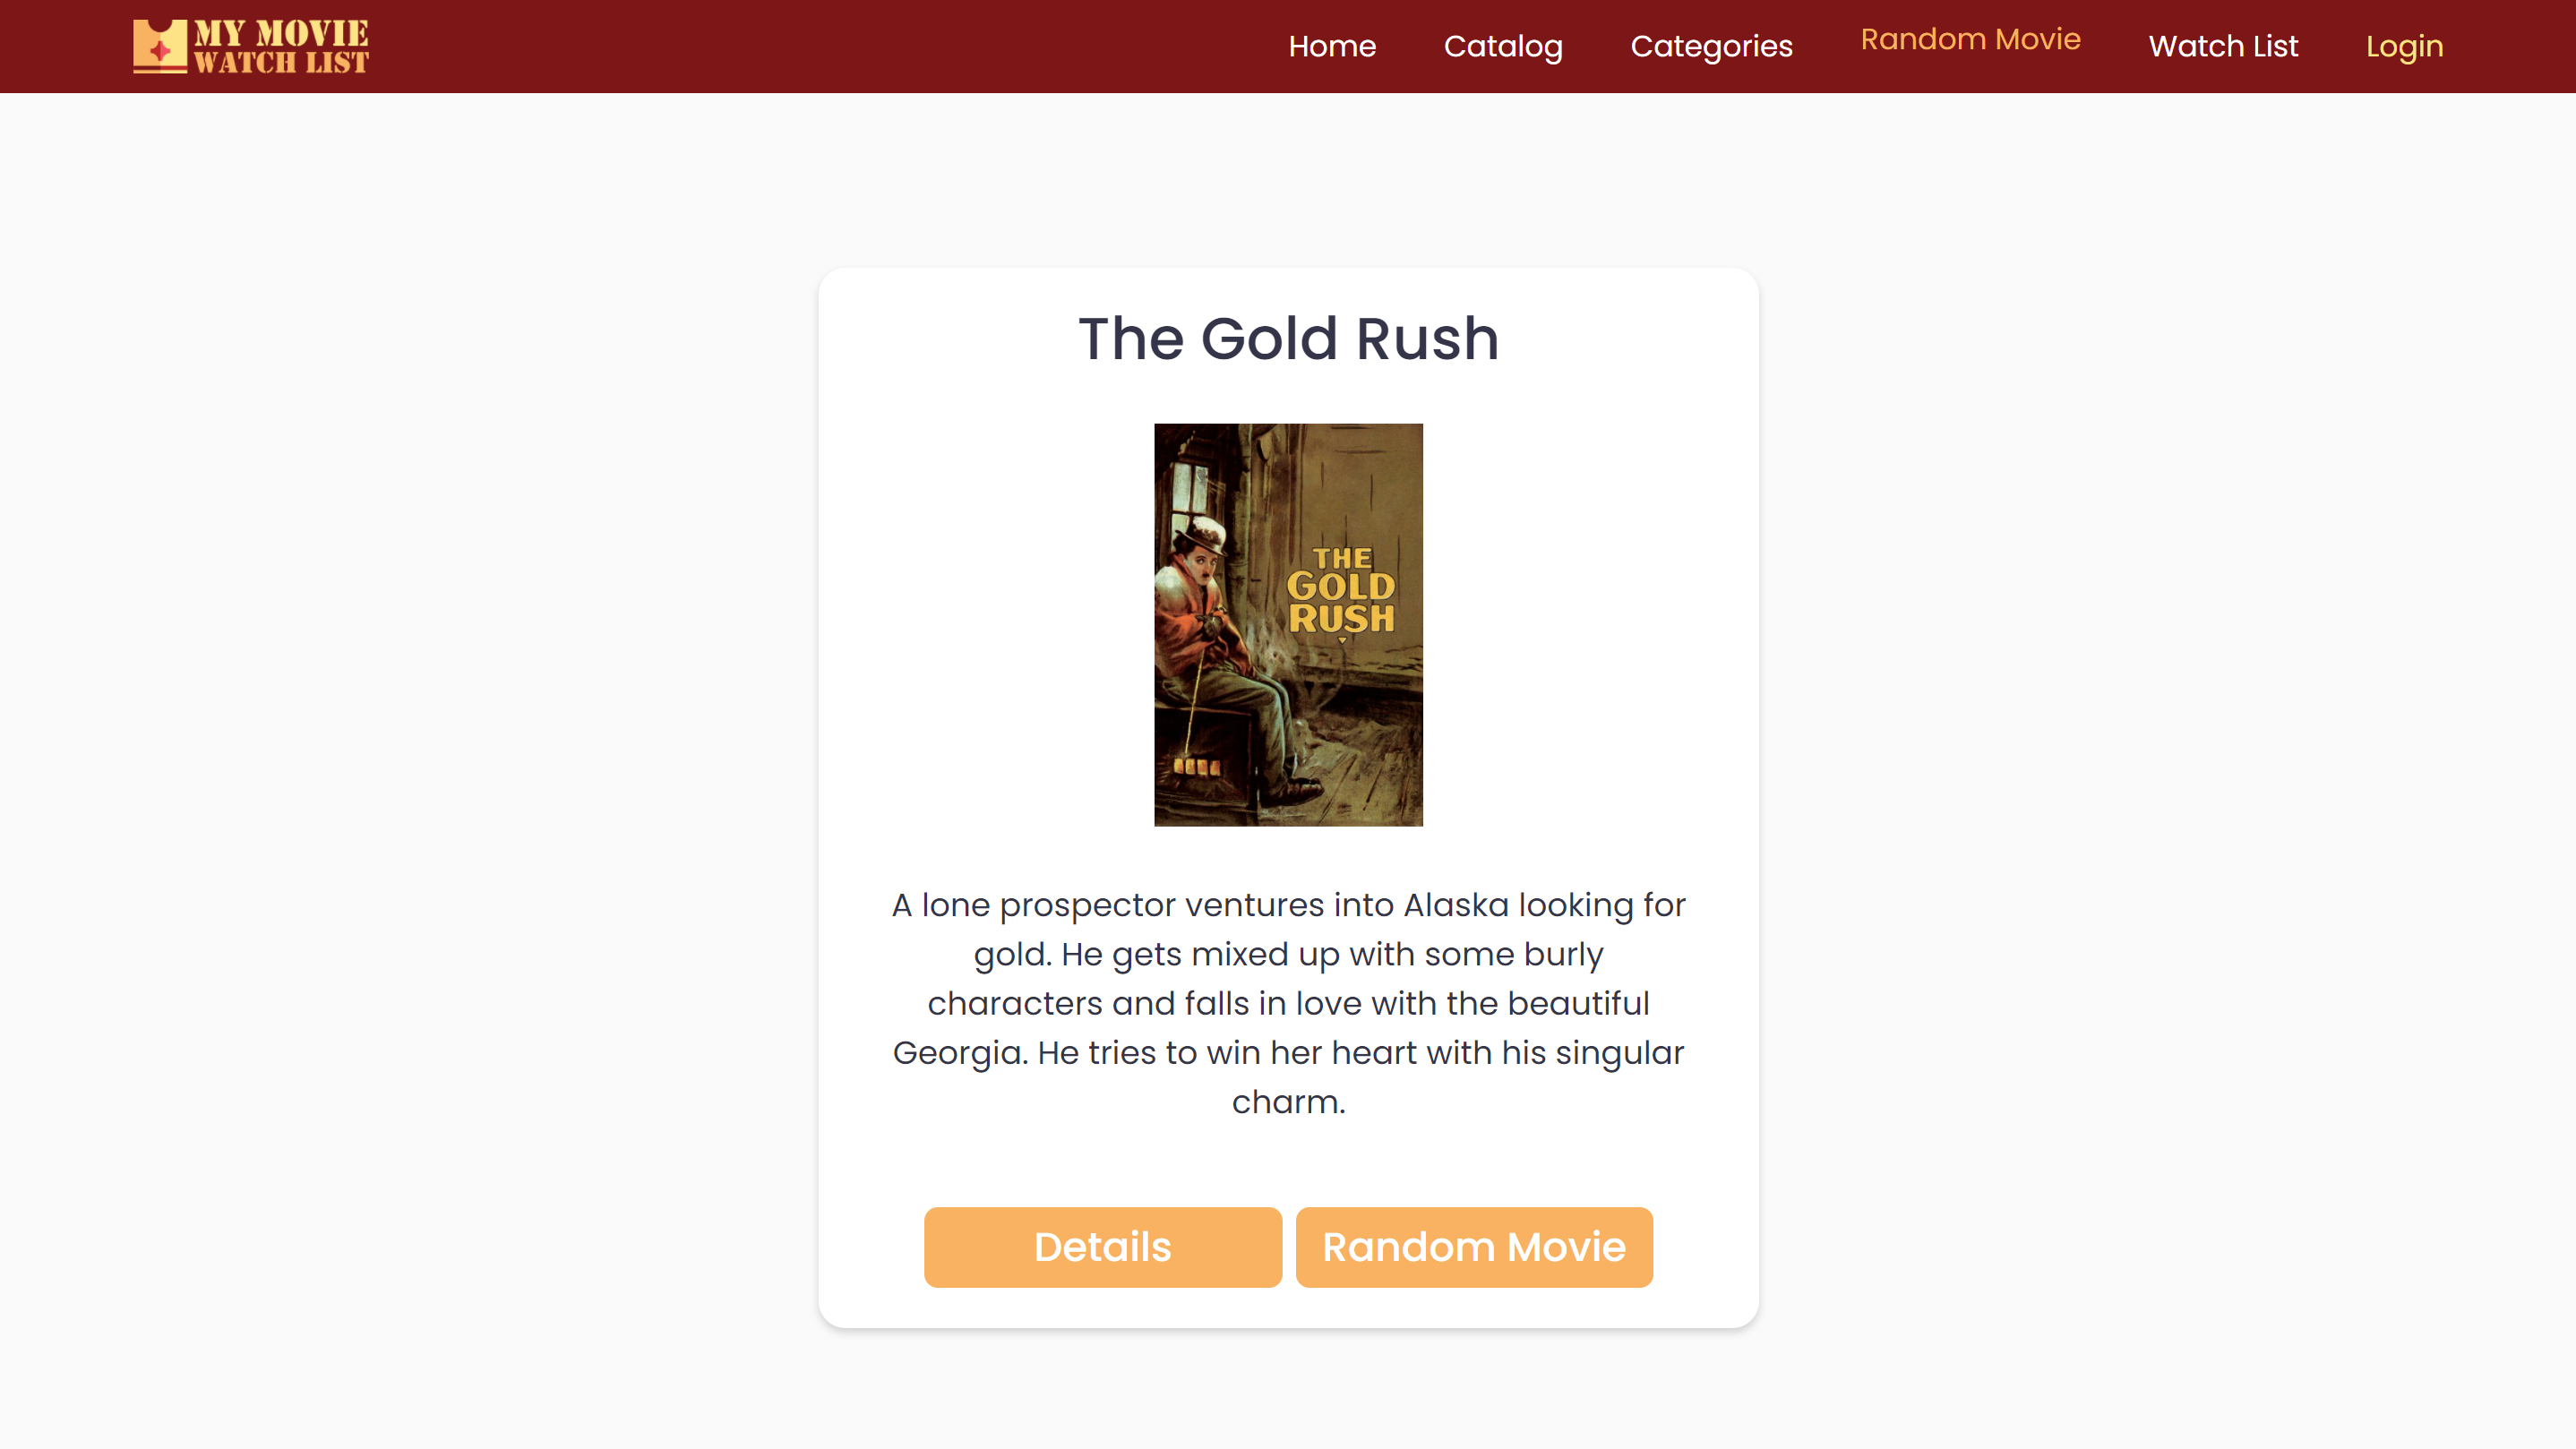 MY MOVIE
WATCH LIST
Home
Catalog
Categories
Random Movie
Watch List
Login
The Gold Rush
THE
GOLD
RUSH
A lone prospector ventures into Alaska looking for
gold. He gets mixed up with some burly
characters and falls in love with the beautiful
Georgia. He tries to win her heart with his singular
charm.
Details
Random Movie